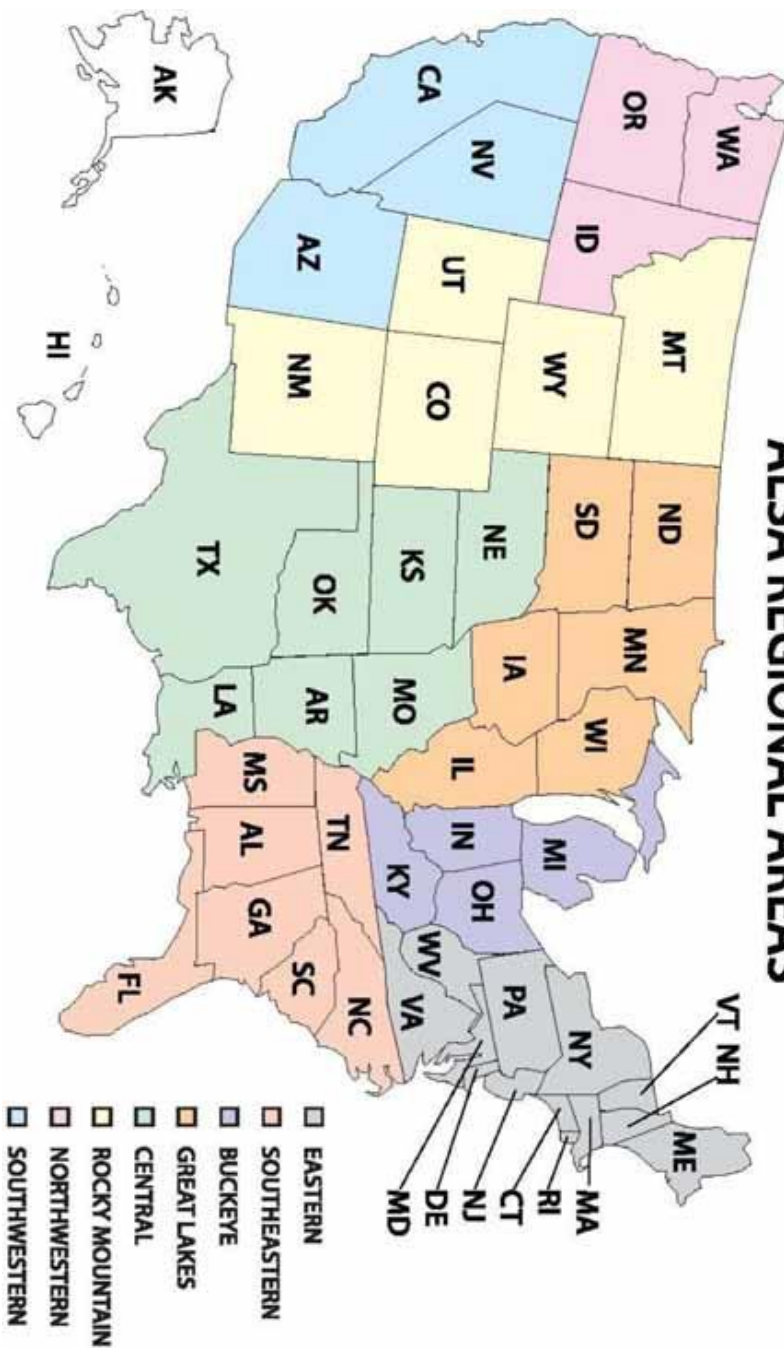 ALSA REGIONAL AREAS
WA
OR
CA
NV
ID
MT
WY
UT
AZ
CO
NM
ND
SD
NE
KS
OK
TX
MN
IA
MO
AR
LA
WI
IL
MI
IN
OH
KY
TN
MS
AL
GA
FL
SC
NC
VA
WV
PA
NY
VT NH
ME
MA
RI
CT
NJ
DE
MD
AK
HI
EASTERN
SOUTHEASTERN
BUCKEYE
GREAT LAKES
CENTRAL
ROCKY MOUNTAIN
NORTHWESTERN
SOUTHWESTERN